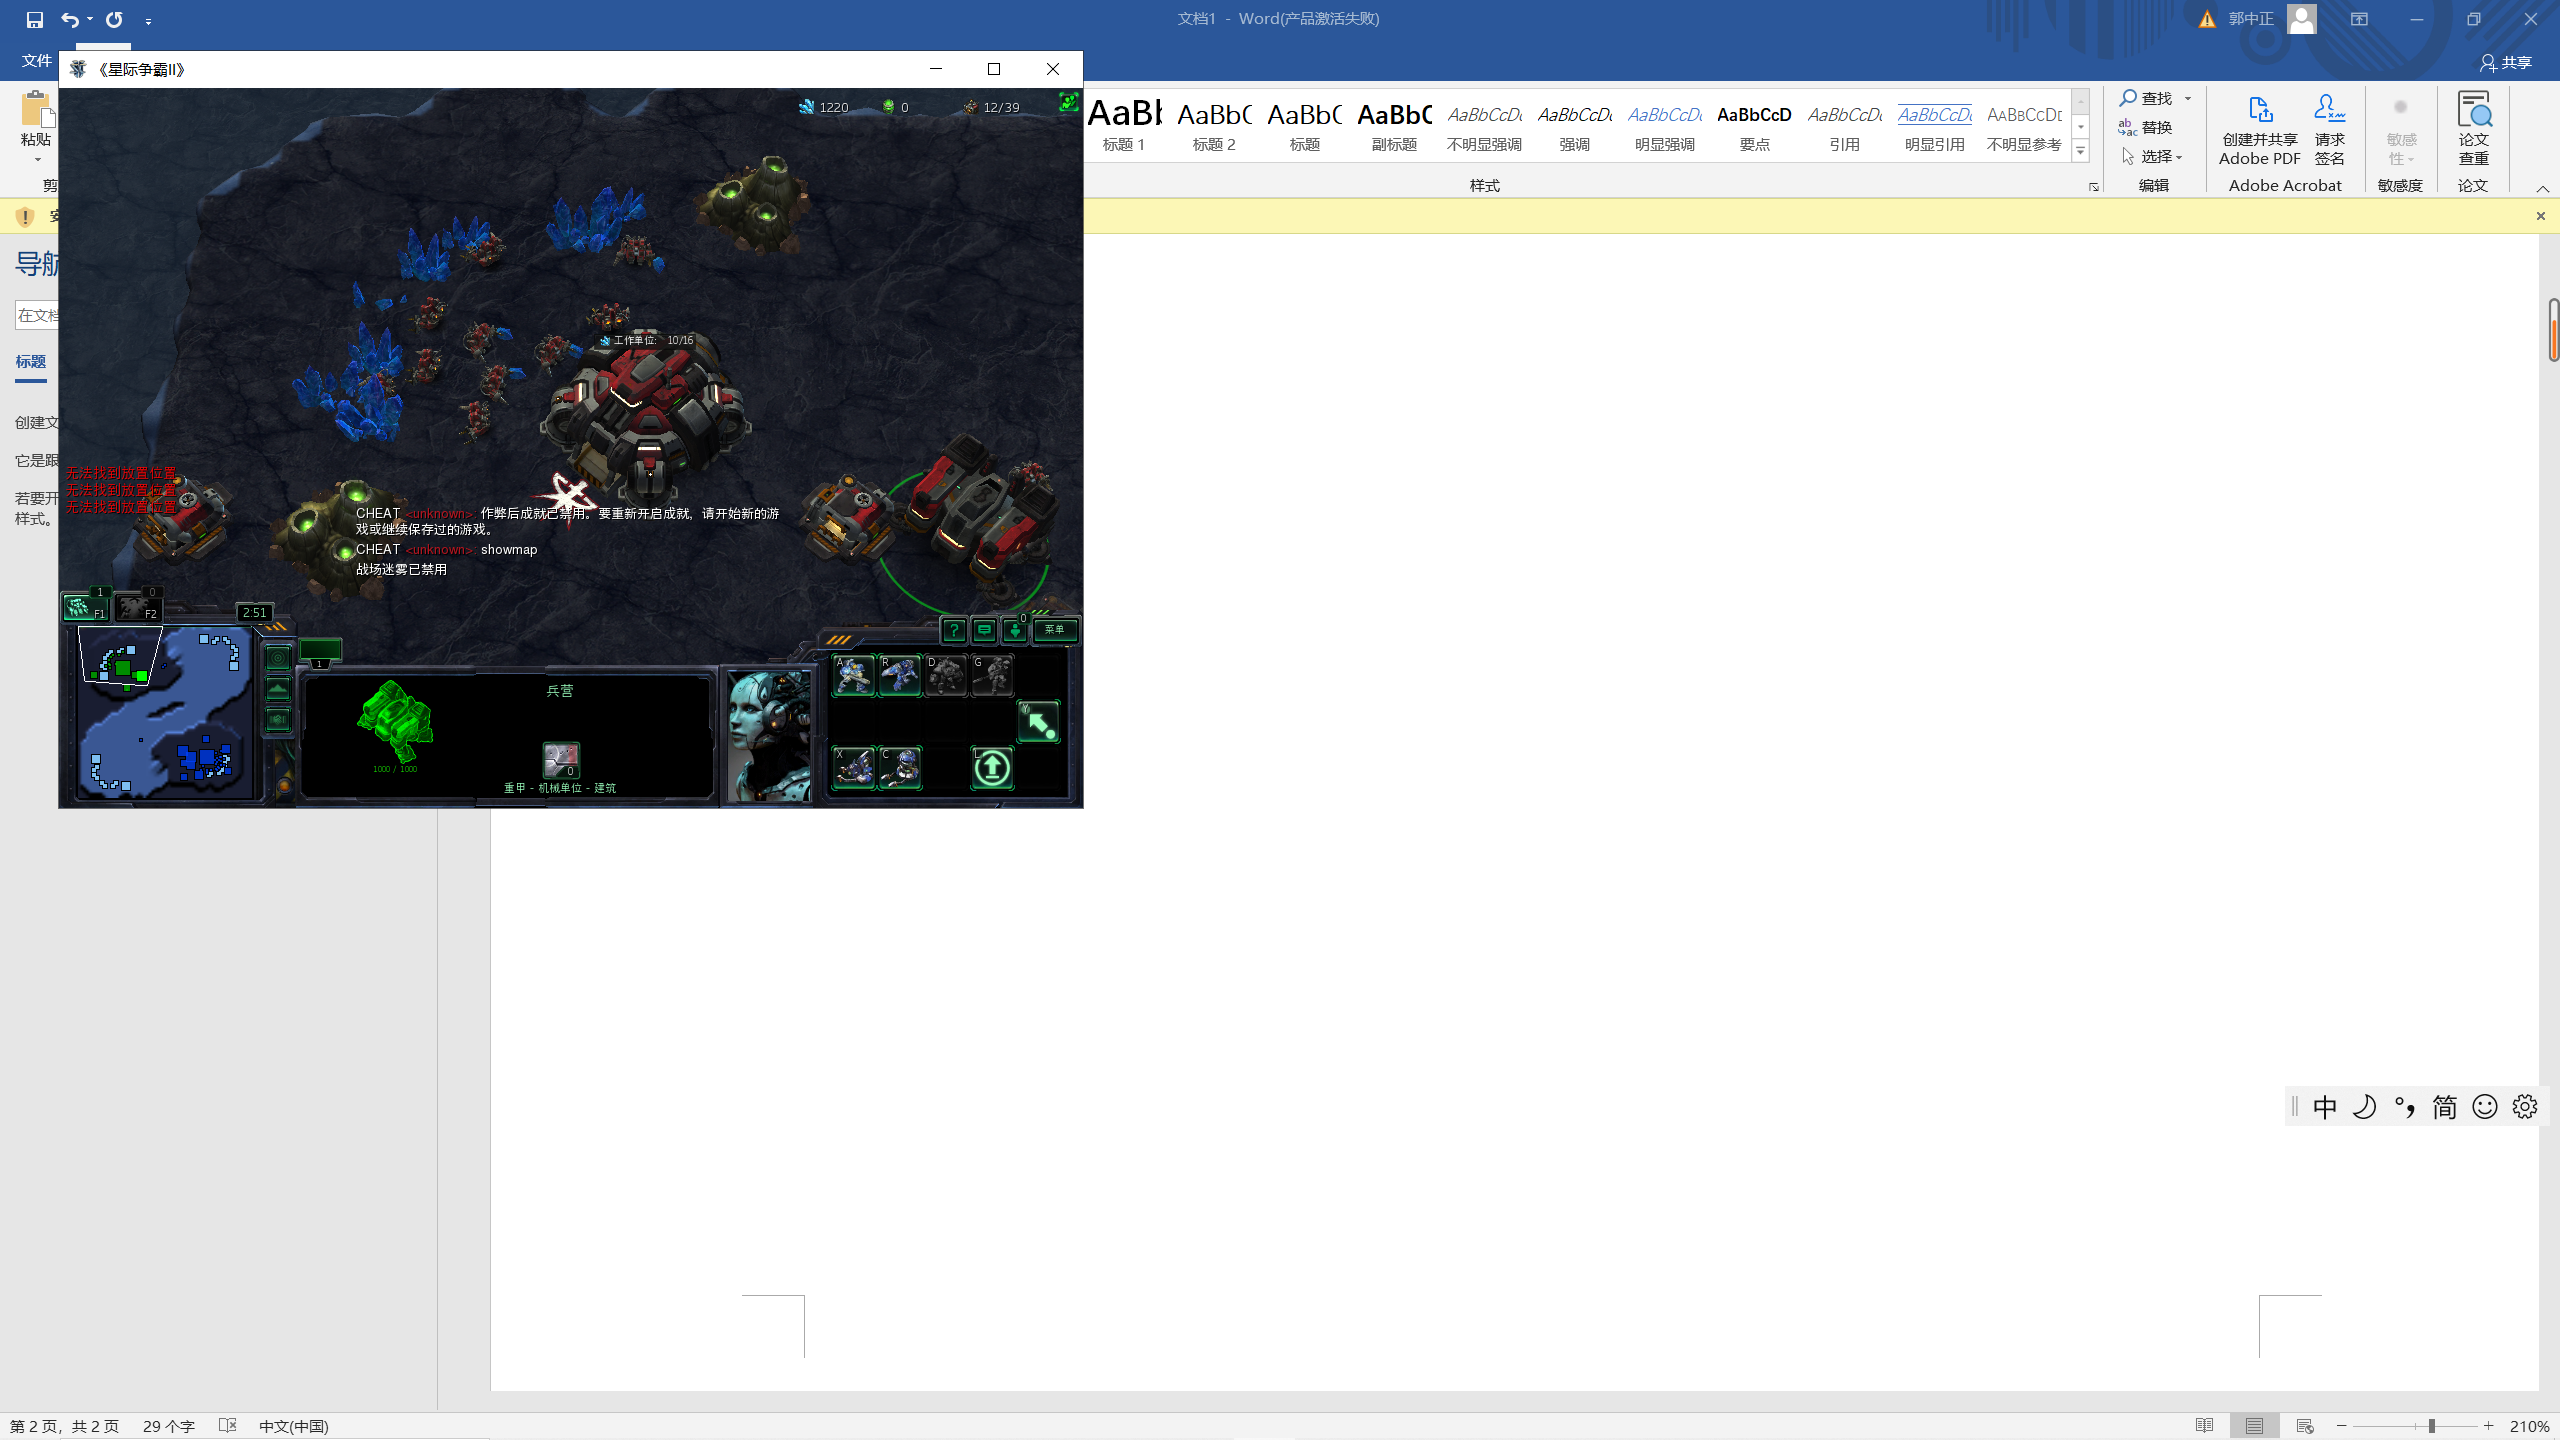 文档1 - Word(产品激活失败)
郭中正
文件
共享
《星际争霸II》
粘贴
AaBb
AaBbC
AaBbC
AaBbC
AaBbCcDc
AaBbCcDc
AaBbCcDc
AaBbCcD
AaBbCcDc
AaBbCcDc
AaBbCcDD
标题 1
标题 2
标题
副标题
不明显强调
强调
明显强调
要点
引用
明显引用
不明显参考
样式
查找
替换
选择
编辑
创建并共享
Adobe PDF
请求
签名
Adobe Acrobat
敏感
性
敏感度
论文
查重
论文
剪
导航
在文档
标题
创建文
它是跟
若要开
样式。
1220
0
12/39
工作单位: 10/16
无法找到放置位置
无法找到放置位置
无法找到放置位置
CHEAT <unknown>: 作弊后成就已禁用。要重新开启成就，请开始新的游
戏或继续保存过的游戏。
CHEAT <unknown>: showmap
战场迷雾已禁用
1
F1
0
F2
2:51
1
兵营
1000 / 1000
0
重甲 - 机械单位 - 建筑
?
0
菜单
A
R
D
G
Y
X
C
L
中
简
第 2 页，共 2 页
29 个字
中文(中国)
210%